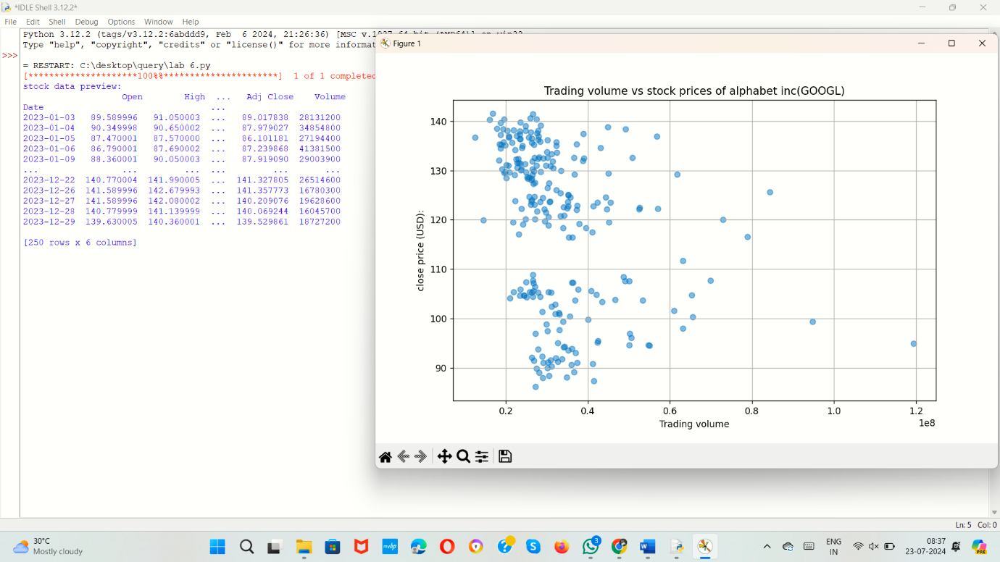 *IDLE Shell 3.12.2*
File Edit Shell Debug Options Window Help
Python 3.12.2 (tags/v3.12.2:6abddd9, Feb  6 2024, 21:26:36) [MSC v.1937 64 bit (AMD64)] on win32
Type "help", "copyright", "credits" or "license()" for more informat
>>>
= RESTART: C:\desktop\query\lab 6.py
[*********************100%%**********************]  1 of 1 completed
stock data preview:
Open High ... Adj Close Volume
Date ...
2023-01-03 89.589996 91.050003 ... 89.017838 28131200
2023-01-04 90.349998 90.650002 ... 87.979027 34854800
2023-01-05 87.470001 87.570000 ... 86.101181 27194400
2023-01-06 86.790001 87.690002 ... 87.239868 41381500
2023-01-09 88.360001 90.050003 ... 87.919090 29003900
... ... ... ... ... ...
2023-12-22 140.770004 141.990005 ... 141.327805 26514600
2023-12-26 141.589996 142.679993 ... 141.357773 16780300
2023-12-27 141.589996 142.080002 ... 140.209076 19628600
2023-12-28 140.779999 141.139999 ... 140.069244 16045700
2023-12-29 139.630005 140.360001 ... 139.529861 18727200
[250 rows x 6 columns]
Figure 1
Trading volume vs stock prices of alphabet inc(GOOGL)
close price (USD):
140
130
120
110
100
90
0.2 0.4 0.6 0.8 1.0 1.2
1e8
Trading volume
Ln: 5 Col: 0
30°C
Mostly cloudy
mvhp
3
W
ENG
IN
08:37
23-07-2024
PRE